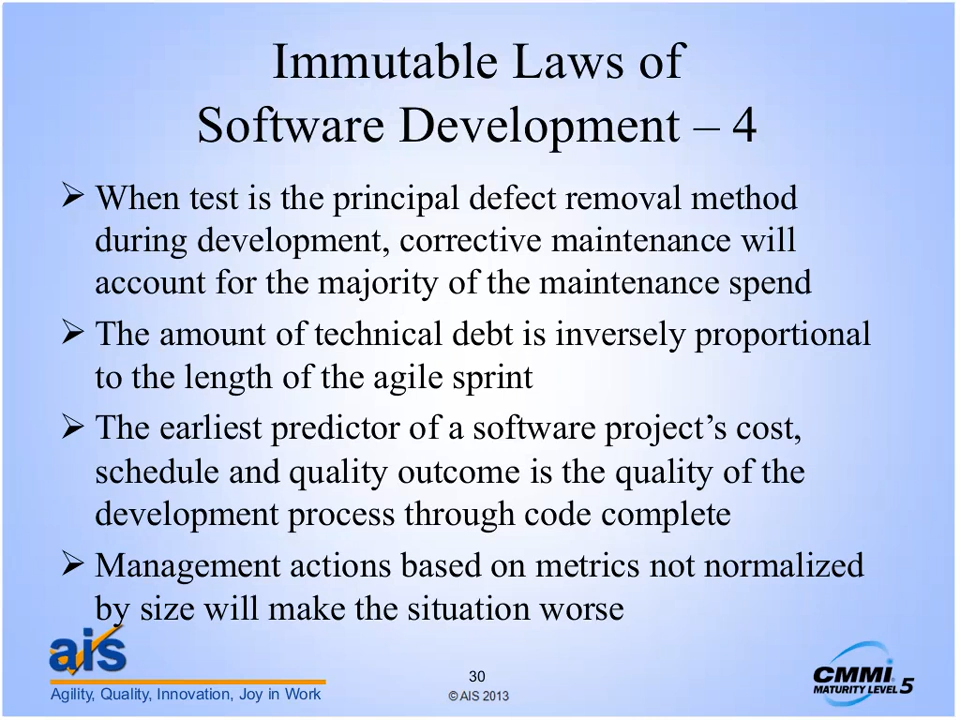 Immutable Laws of
Software Development – 4
➢ When test is the principal defect removal method
during development, corrective maintenance will
account for the majority of the maintenance spend
➢ The amount of technical debt is inversely proportional
to the length of the agile sprint
➢ The earliest predictor of a software project’s cost,
schedule and quality outcome is the quality of the
development process through code complete
➢ Management actions based on metrics not normalized
by size will make the situation worse
ais
Agility, Quality, Innovation, Joy in Work
30
© AIS 2013
CMMi
MATURITY LEVEL 5